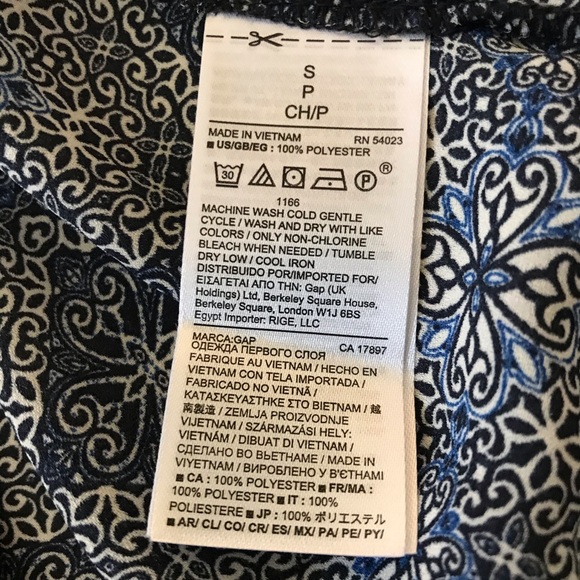 S
P
CH/P
MADE IN VIETNAM RN 54023
■ US/GB/EG : 100% POLYESTER
30 P ®
1166
MACHINE WASH COLD GENTLE
CYCLE / WASH AND DRY WITH LIKE
COLORS / ONLY NON-CHLORINE
BLEACH WHEN NEEDED / TUMBLE
DRY LOW / COOL IRON
DISTRIBUIDO POR/IMPORTED FOR/
ΕΙΣΑΓΕΤΑΙ ΑΠΟ ΤΗΝ: Gap (UK
Holdings) Ltd, Berkeley Square House,
Berkeley Square, London W1J 6BS
Egypt Importer: RIGE, LLC
MARCA:GAP CA 17897
ОДЕЖДА ПЕРВОГО СЛОЯ
FABRIQUE AU VIETNAM / HECHO EN
VIETNAM CON TELA IMPORTADA /
FABRICADO NO VIETNÃ /
ΚΑΤΑΣΚΕΥΑΣΤΗΚΕ ΣΤΟ ΒΙΕΤΝΑΜ / 越
南製造 / ZEMLJA PROIZVODNJE
VIJETNAM / SZÁRMAZÁSI HELY:
VIETNÁM / DIBUAT DI VIETNAM /
СДЕЛАНО ВО ВЬЕТНАМЕ / MADE IN
VIYETNAM / ВИРОБЛЕНО У В'ЄТНАМІ
■ CA : 100% POLYESTER ■ FR/MA :
100% POLYESTER ■ IT : 100%
POLIESTERE ■ JP : 100% ポリエステル
■ AR/ CL/ CO/ CR/ ES/ MX/ PA/ PE/ PY/